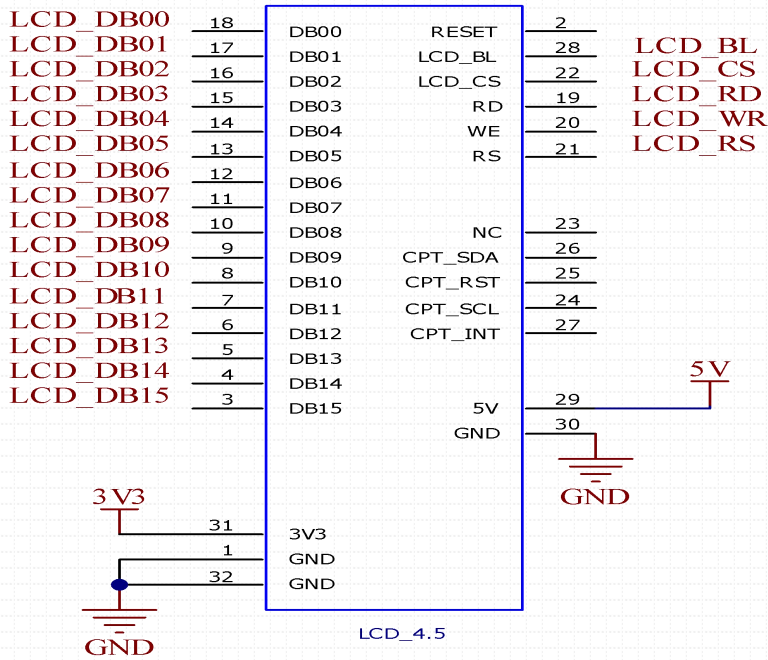 LCD_DB00 18 DB00 RESET 2
LCD_DB01 17 DB01 LCD_BL 28 LCD_BL
LCD_DB02 16 DB02 LCD_CS 22 LCD_CS
LCD_DB03 15 DB03 RD 19 LCD_RD
LCD_DB04 14 DB04 WE 20 LCD_WR
LCD_DB05 13 DB05 RS 21 LCD_RS
LCD_DB06 12 DB06
LCD_DB07 11 DB07
LCD_DB08 10 DB08 NC 23
LCD_DB09 9 DB09 CPT_SDA 26
LCD_DB10 8 DB10 CPT_RST 25
LCD_DB11 7 DB11 CPT_SCL 24
LCD_DB12 6 DB12 CPT_INT 27
LCD_DB13 5 DB13
LCD_DB14 4 DB14
LCD_DB15 3 DB15 5V 29 5V
GND 30
GND
3V3
31 3V3
1 GND
32 GND
GND
LCD_4.5